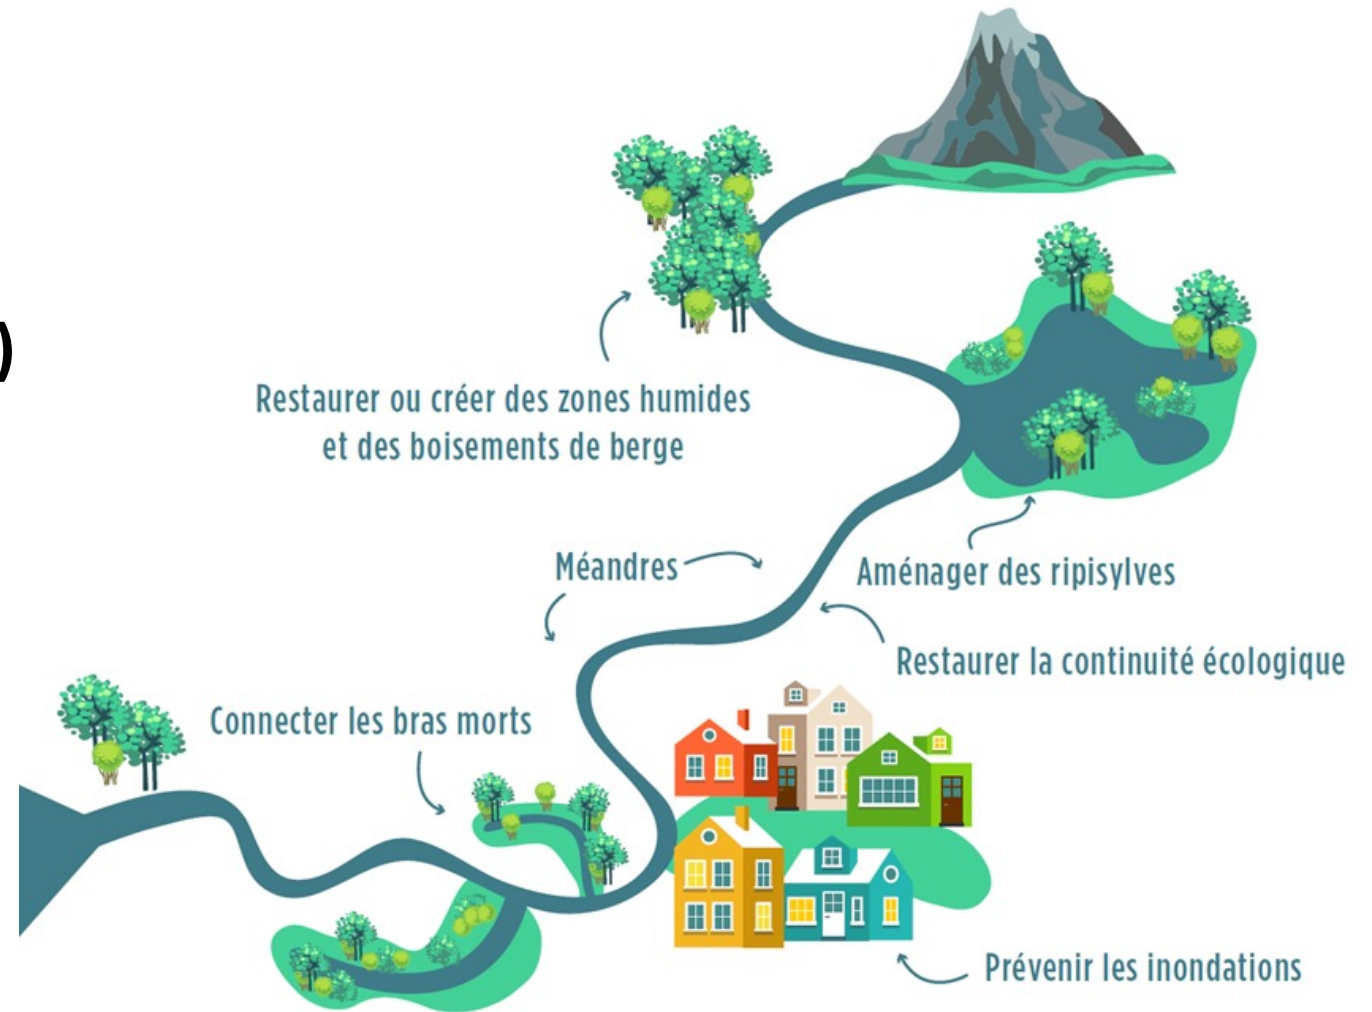 )
Restaurer ou créer des zones humides
et des boisements de berge
Méandres
Aménager des ripisylves
Restaurer la continuité écologique
Connecter les bras morts
Prévenir les inondations